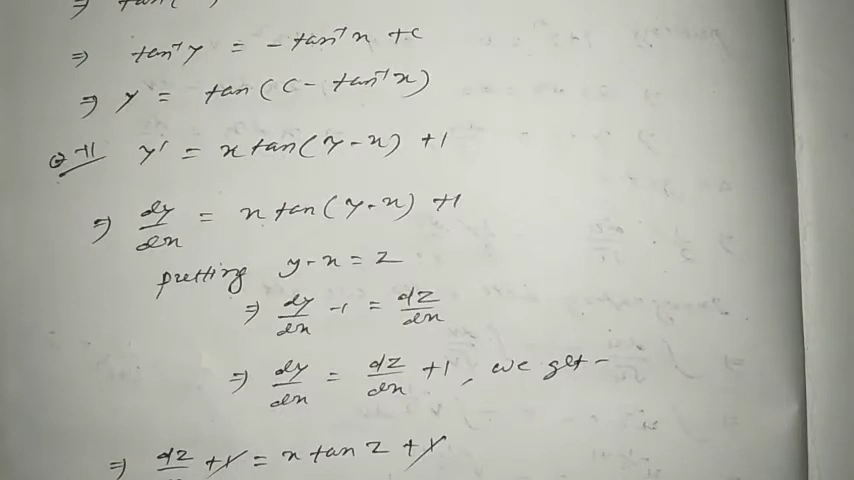 ⇒ tan(
⇒ tan⁻¹y = - tan⁻¹x + c
⇒ y = tan(c - tan⁻¹x)
Q-11 y' = x tan(y-x) +1
⇒ dy/dx = x tan(y-x) +1
putting y-x = z
⇒ dy/dx -1 = dz/dx
⇒ dy/dx = dz/dx +1, we get -
⇒ dz/ +1 = x tan z +1